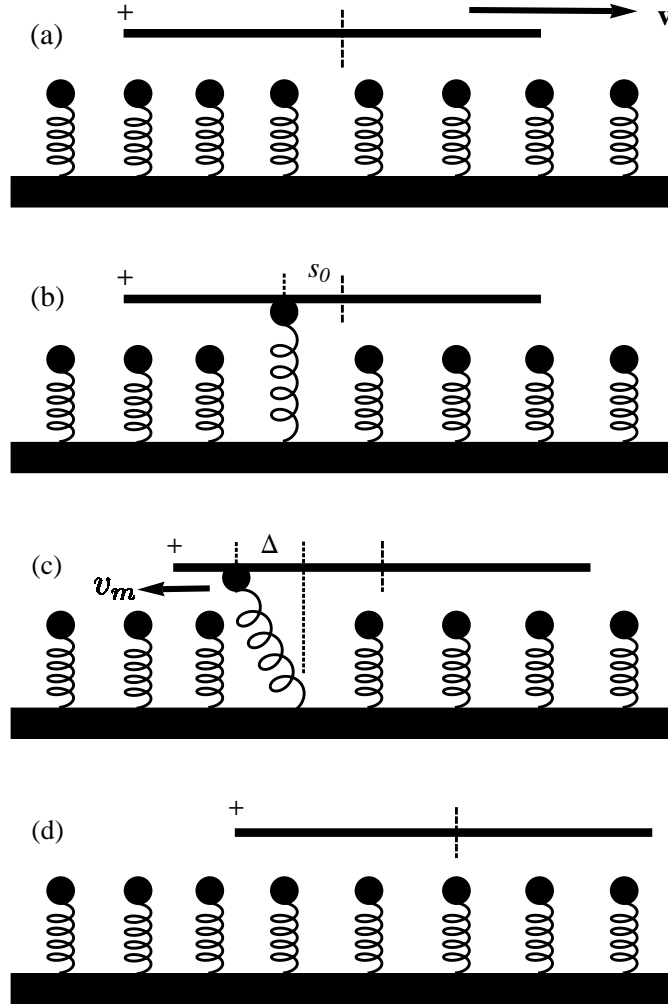 (a) + v
(b) + s₀
(c) + Δ
vₘ
(d) +